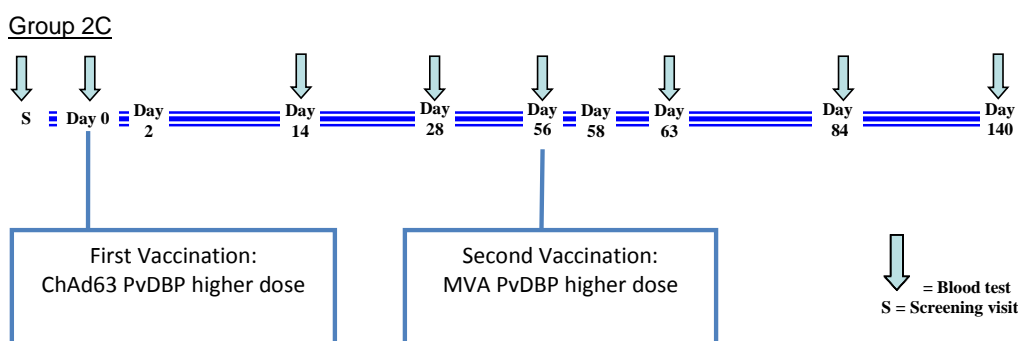 Group 2C
S
Day 0
Day
2
Day
14
Day
28
Day
56
Day
58
Day
63
Day
84
Day
140
First Vaccination:
ChAd63 PvDBP higher dose
Second Vaccination:
MVA PvDBP higher dose
= Blood test
S = Screening visit